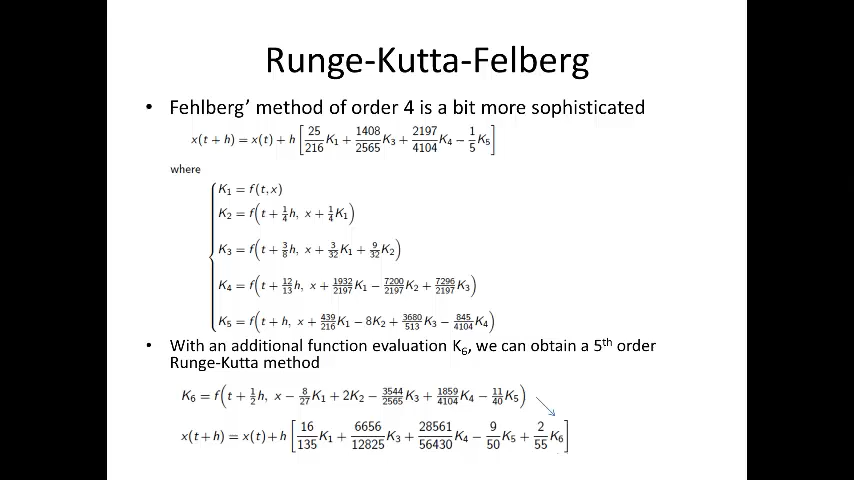 Runge-Kutta-Felberg
• Fehlberg’ method of order 4 is a bit more sophisticated
x(t + h) = x(t) + h [25/216 K₁ + 1408/2565 K₃ + 2197/4104 K₄ − 1/5 K₅]
where
K₁ = f(t, x)
K₂ = f(t + 1/4 h, x + 1/4 K₁)
K₃ = f(t + 3/8 h, x + 3/32 K₁ + 9/32 K₂)
K₄ = f(t + 12/13 h, x + 1932/2197 K₁ − 7200/2197 K₂ + 7296/2197 K₃)
K₅ = f(t + h, x + 439/216 K₁ − 8K₂ + 3680/513 K₃ − 845/4104 K₄)
• With an additional function evaluation K₆, we can obtain a 5th order
Runge-Kutta method
K₆ = f(t + 1/2 h, x − 8/27 K₁ + 2K₂ − 3544/2565 K₃ + 1859/4104 K₄ − 11/40 K₅)
x(t + h) = x(t) + h [16/135 K₁ + 6656/12825 K₃ + 28561/56430 K₄ − 9/50 K₅ + 2/55 K₆]